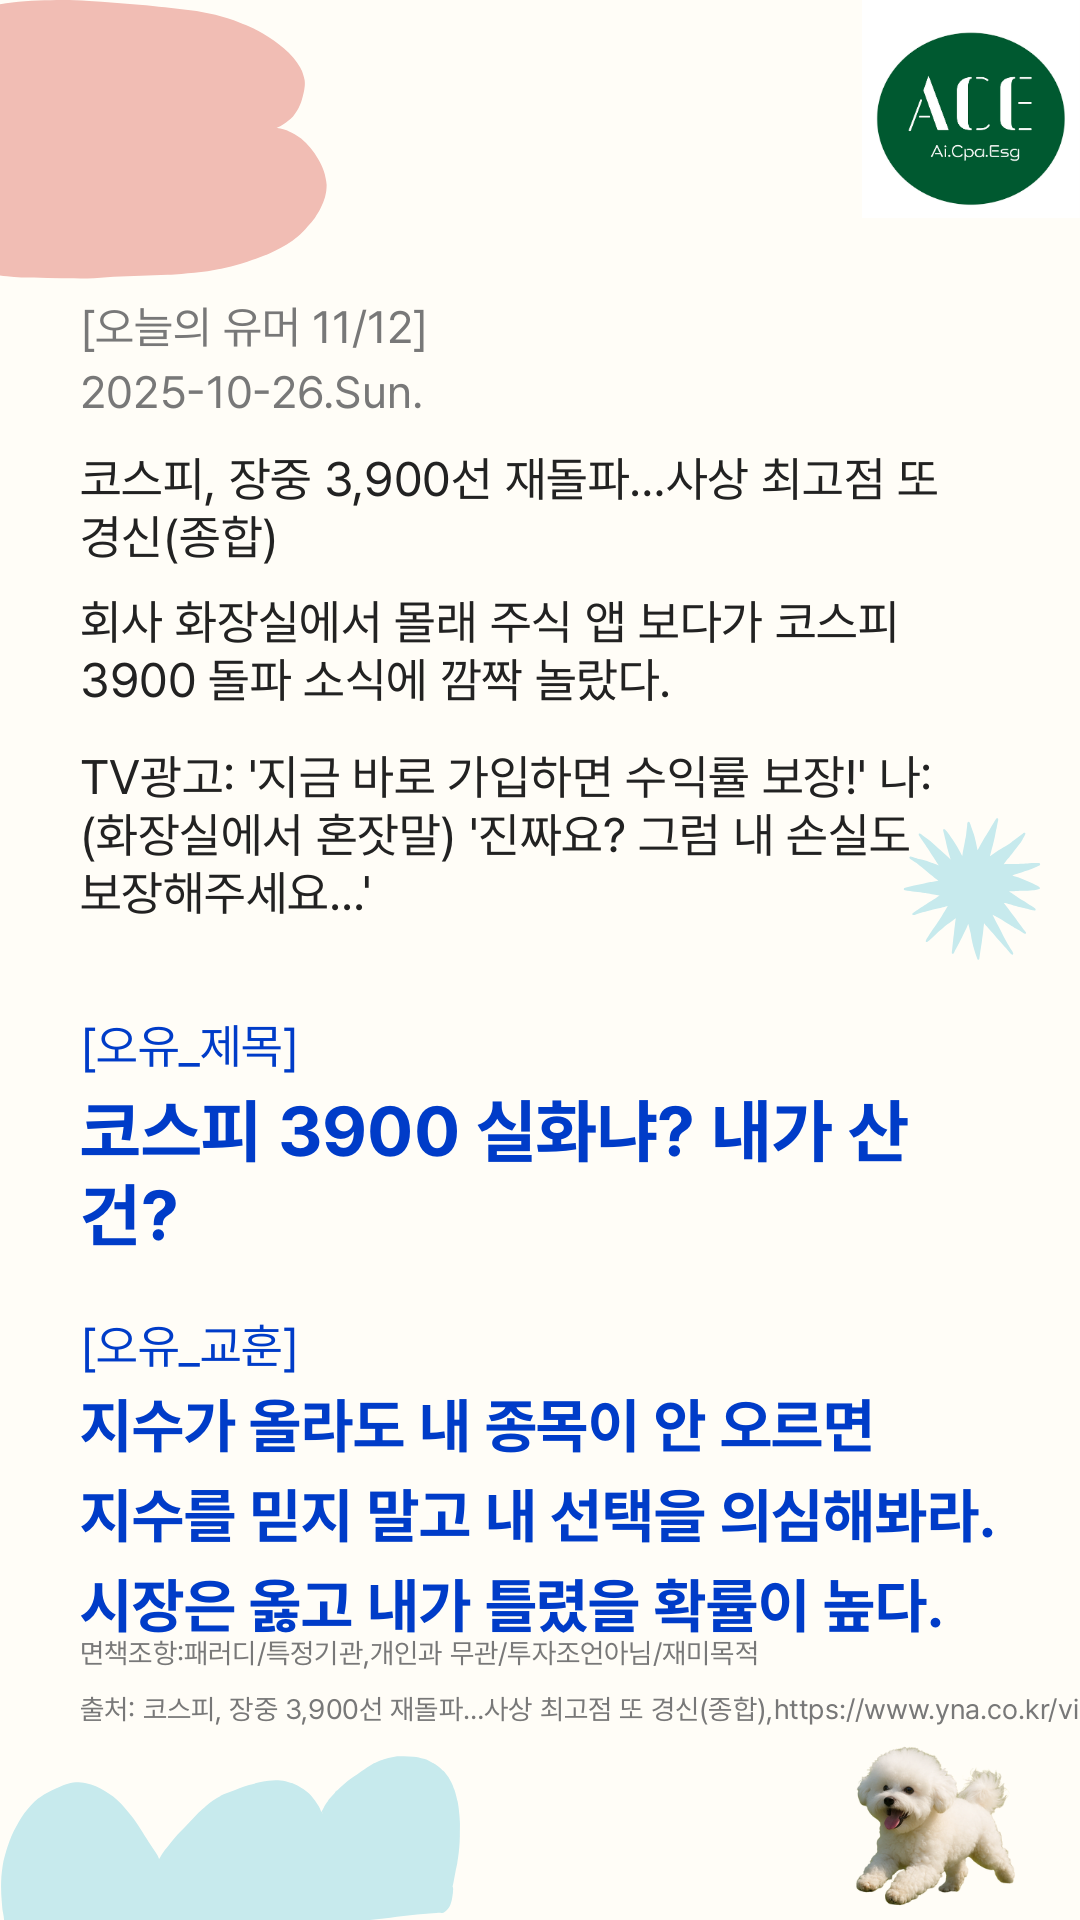 ACE
Ai.Cpa.Esg
[오늘의 유머 11/12]
2025-10-26.Sun.
코스피, 장중 3,900선 재돌파...사상 최고점 또
경신(종합)
회사 화장실에서 몰래 주식 앱 보다가 코스피
3900 돌파 소식에 깜짝 놀랐다.
TV광고: '지금 바로 가입하면 수익률 보장!' 나:
(화장실에서 혼잣말) '진짜요? 그럼 내 손실도
보장해주세요...'
[오유_제목]
코스피 3900 실화냐? 내가 산
건?
[오유_교훈]
지수가 올라도 내 종목이 안 오르면
지수를 믿지 말고 내 선택을 의심해봐라.
시장은 옳고 내가 틀렸을 확률이 높다.
면책조항:패러디/특정기관,개인과 무관/투자조언아님/재미목적
출처: 코스피, 장중 3,900선 재돌파...사상 최고점 또 경신(종합),https://www.yna.co.kr/vi